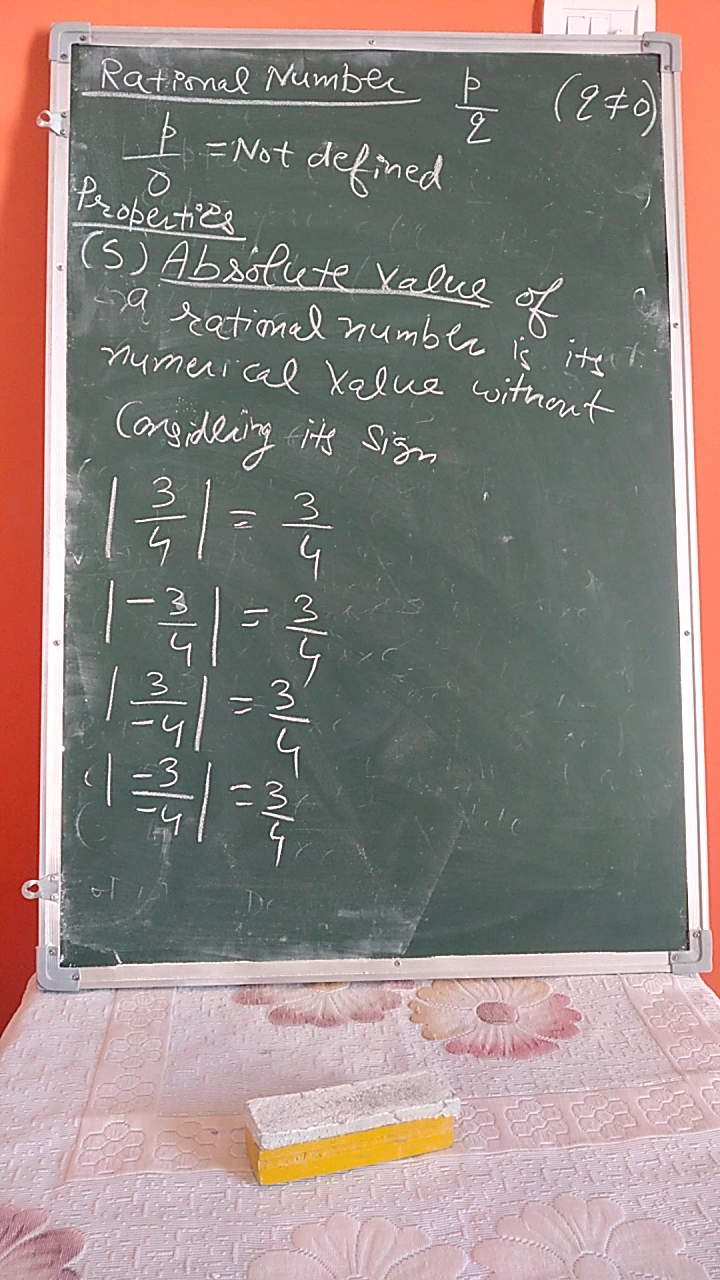 Rational Number p/q (q≠0)
p/0 = Not defined
Properties
(5) Absolute value of
a rational number is its
numerical value without
Considering its Sign
|3/4| = 3/4
|-3/4| = 3/4
|3/-4| = 3/4
|-3/-4| = 3/4